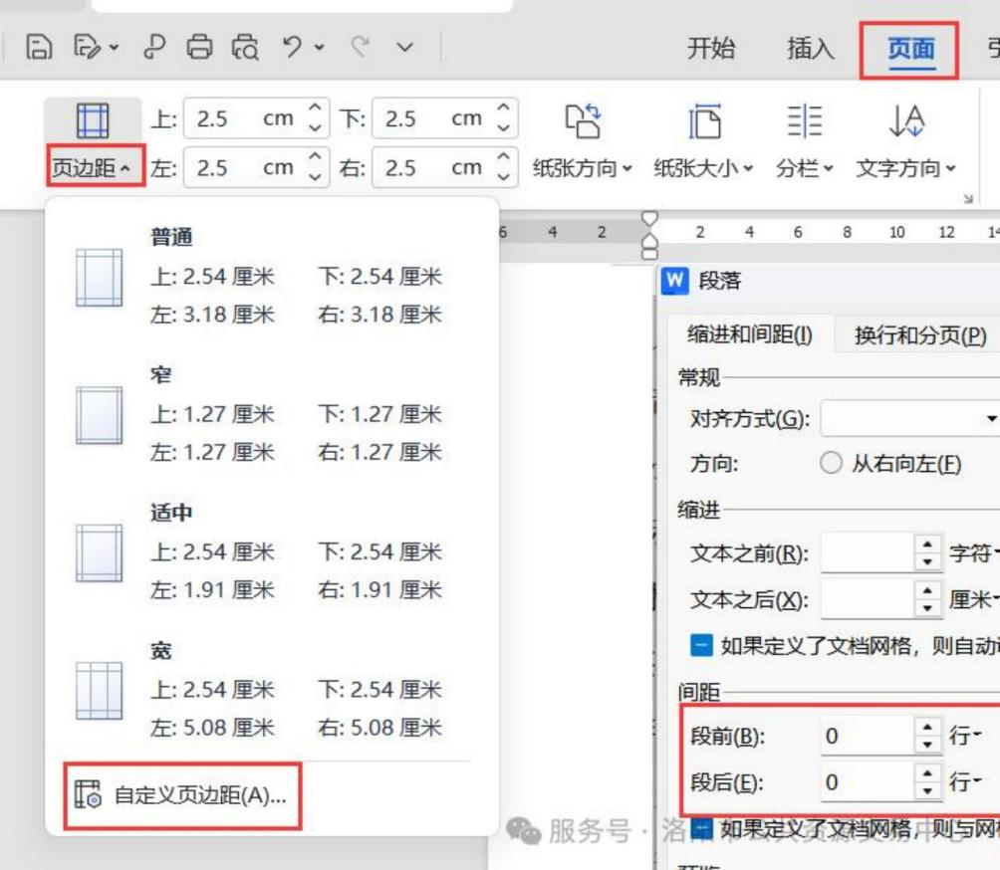 开始 插入 页面
上: 2.5 cm 下: 2.5 cm
页边距 左: 2.5 cm 右: 2.5 cm 纸张方向 纸张大小 分栏 文字方向
6 4 2 2 4 6 8 10 12 14
普通
上: 2.54 厘米 下: 2.54 厘米
左: 3.18 厘米 右: 3.18 厘米
窄
上: 1.27 厘米 下: 1.27 厘米
左: 1.27 厘米 右: 1.27 厘米
适中
上: 2.54 厘米 下: 2.54 厘米
左: 1.91 厘米 右: 1.91 厘米
宽
上: 2.54 厘米 下: 2.54 厘米
左: 5.08 厘米 右: 5.08 厘米
自定义页边距(A)...
W 段落
缩进和间距(I) 换行和分页(P)
常规
对齐方式(G):
方向: 从右向左(F)
缩进
文本之前(R): 字符
文本之后(X): 厘米
如果定义了文档网格，则自动
间距
段前(B): 0 行
段后(E): 0 行
如果定义了文档网格，则与网
服务号 · 洛阳市公共资源交易中心